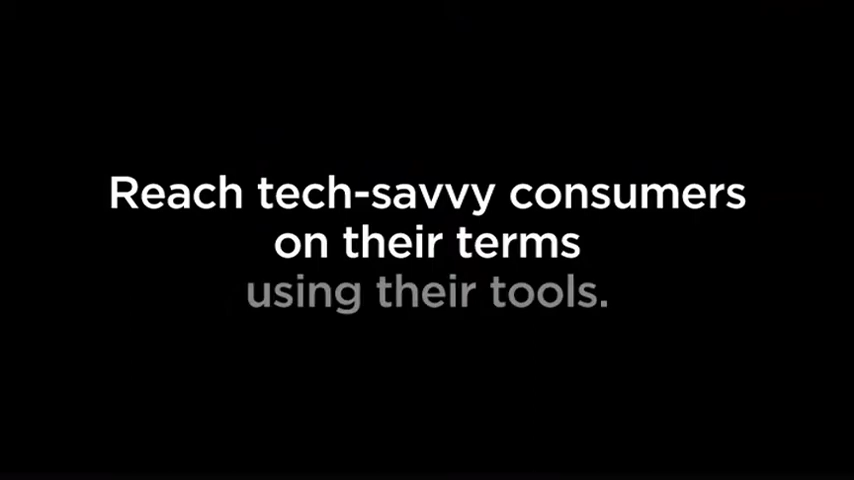 Reach tech-savvy consumers
on their terms
using their tools.